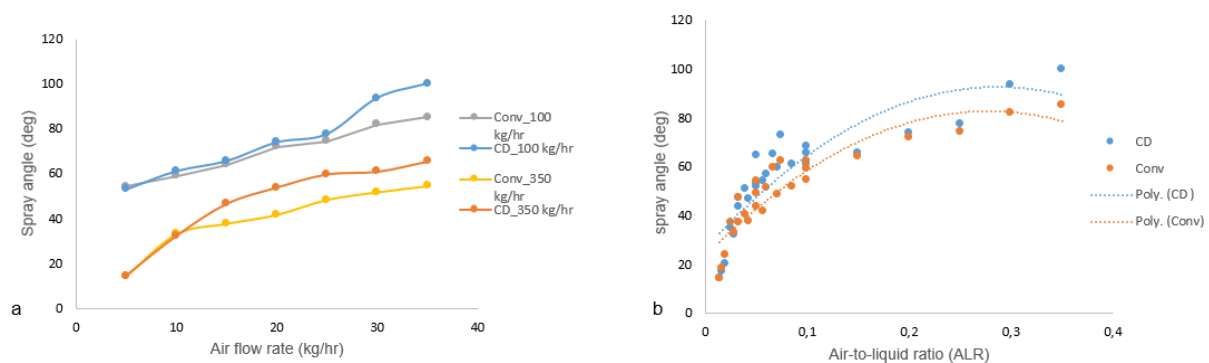 120
100
80
60
40
20
0
Spray angle (deg)
0
10
20
30
40
Air flow rate (kg/hr)
Conv_100
kg/hr
CD_100 kg/hr
Conv_350
kg/hr
CD_350 kg/hr
a
120
100
80
60
40
20
0
spray angle (deg)
0
0,1
0,2
0,3
0,4
Air-to-liquid ratio (ALR)
CD
Conv
Poly. (CD )
Poly. (Conv)
b